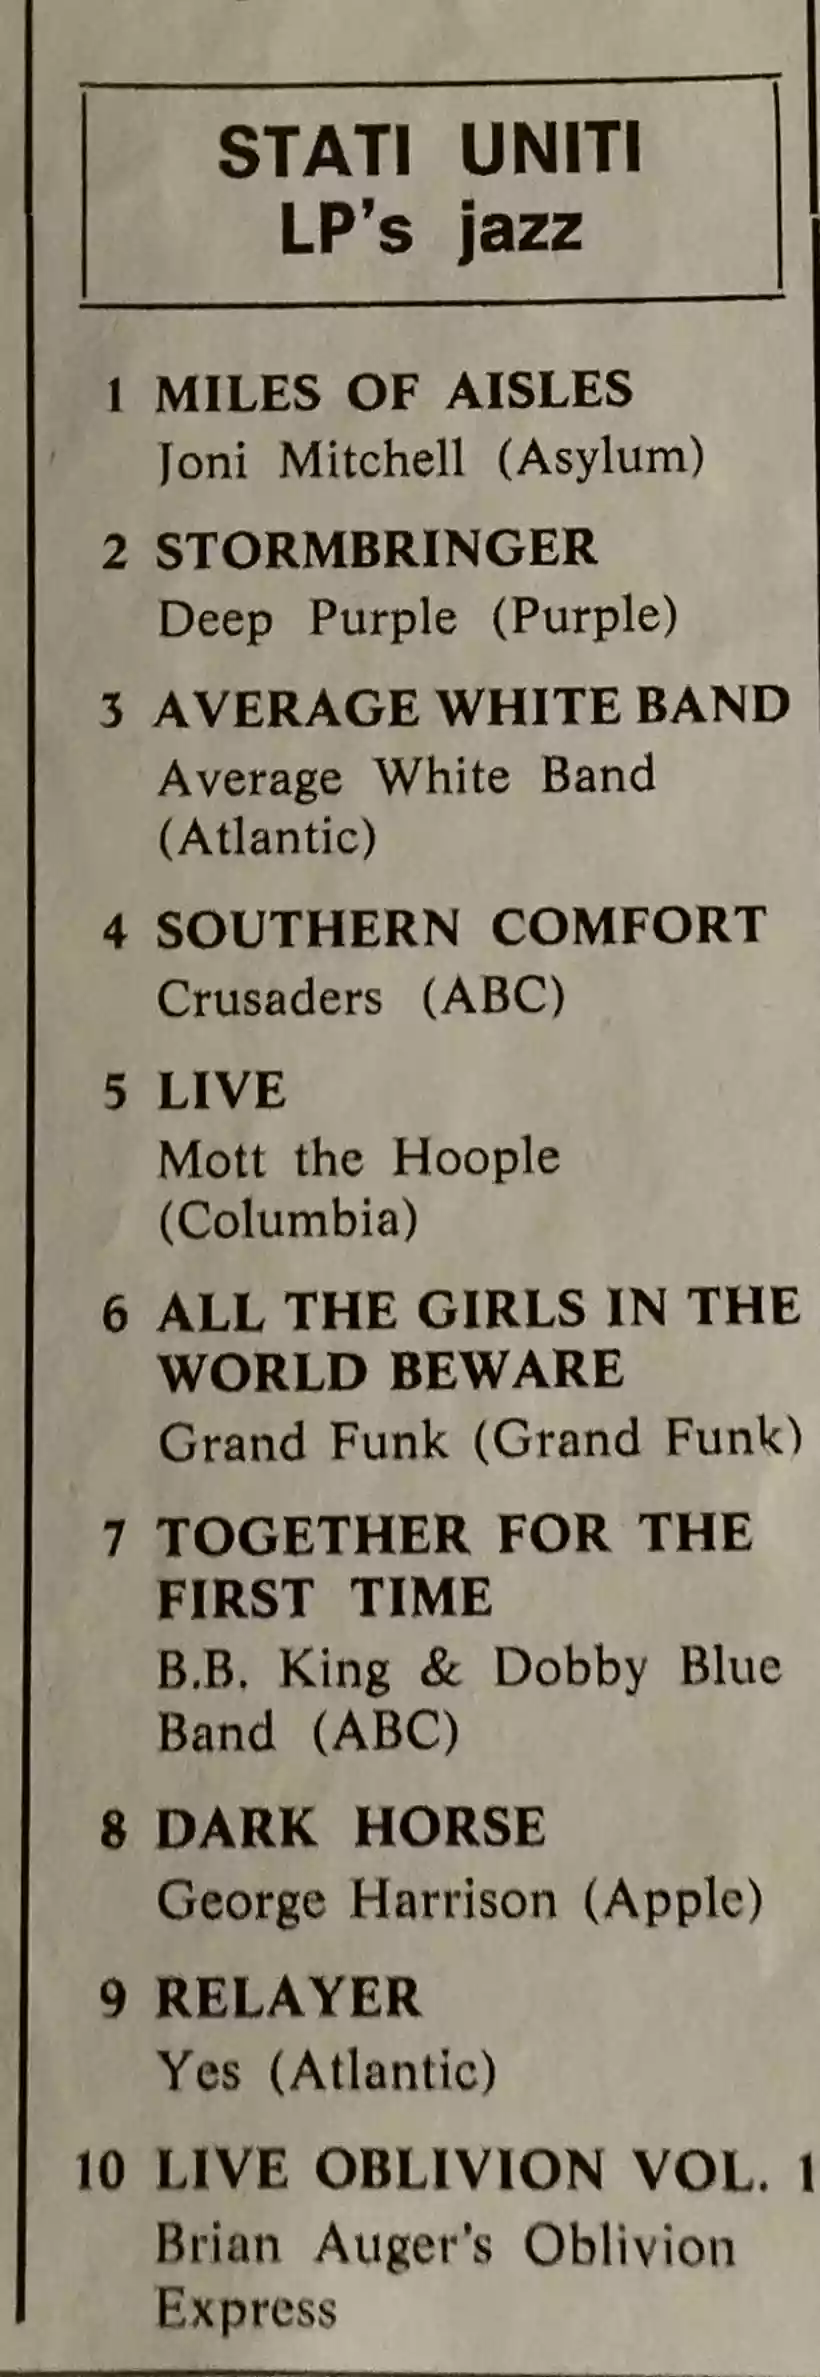 STATI UNITI
LP's jazz
1 MILES OF AISLES
Joni Mitchell (Asylum)
2 STORMBRINGER
Deep Purple (Purple)
3 AVERAGE WHITE BAND
Average White Band
(Atlantic)
4 SOUTHERN COMFORT
Crusaders (ABC)
5 LIVE
Mott the Hoople
(Columbia)
6 ALL THE GIRLS IN THE
WORLD BEWARE
Grand Funk (Grand Funk)
7 TOGETHER FOR THE
FIRST TIME
B.B. King & Dobby Blue
Band (ABC)
8 DARK HORSE
George Harrison (Apple)
9 RELAYER
Yes (Atlantic)
10 LIVE OBLIVION VOL. 1
Brian Auger's Oblivion
Express